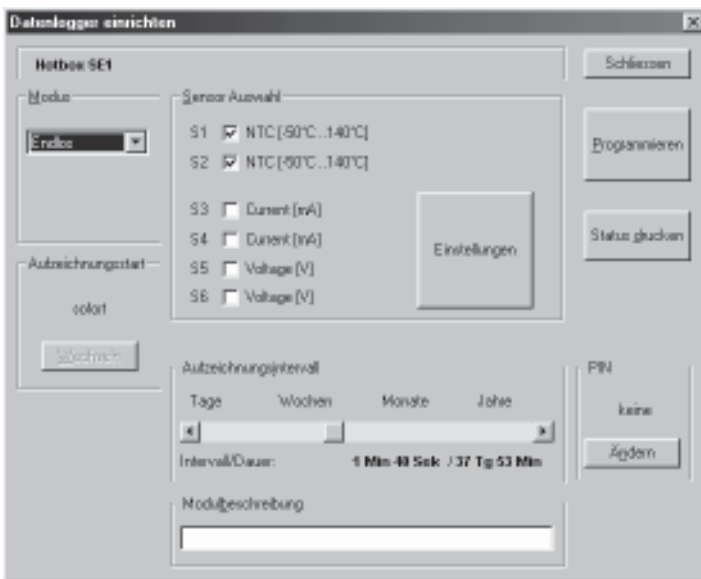 Datenlogger einrichten
Hotbox SE1
Schliessen
Modus
Endlos
Sensor Auswahl
S1 NTC [-50°C...140°C]
S2 NTC [-50°C...140°C]
S3 Current [mA]
S4 Current [mA]
S5 Voltage [V]
S6 Voltage [V]
Einstellungen
Programmieren
Status drucken
Aufzeichnungsstart
sofort
Aufzeichnungsintervall
Tage Wochen Monate Jahre
Intervall/Dauer: 1 Min 40 Sek / 37 Tg 53 Min
PIN
keine
Ändern
Modulbeschreibung